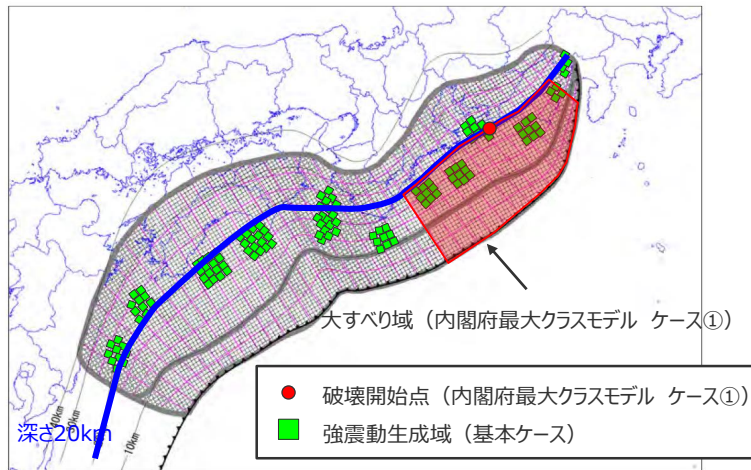 大すべり域（内閣府最大クラスモデル ケース①）
破壊開始点（内閣府最大クラスモデル ケース①）
強震動生成域（基本ケース）
40km
深さ20km
10km